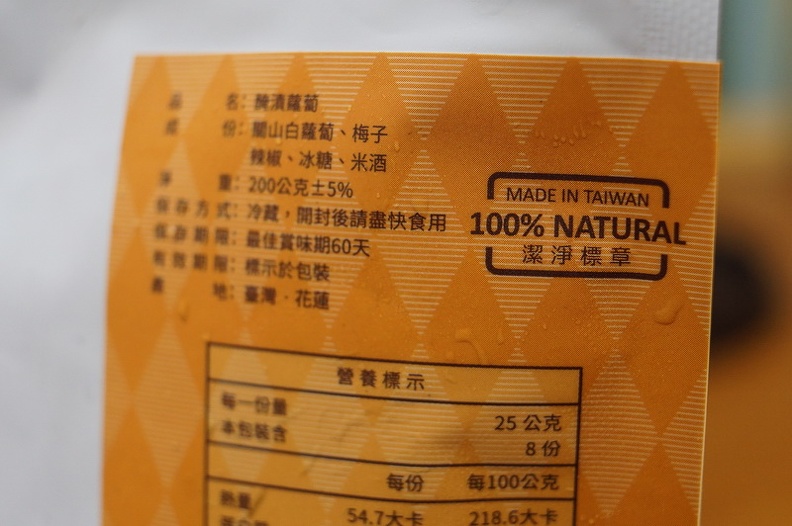 品名：醃漬蘿蔔
成份：關山白蘿蔔、梅子
辣椒、冰糖、米酒
淨重：200公克±5%
保存方式：冷藏，開封後請盡快食用
保存期限：最佳賞味期60天
有效期限：標示於包裝
產地：臺灣．花蓮
MADE IN TAIWAN
100% NATURAL
潔淨標章
營養標示
每一份量 25 公克
本包裝含 8 份
每份 每100公克
熱量 54.7大卡 218.6大卡